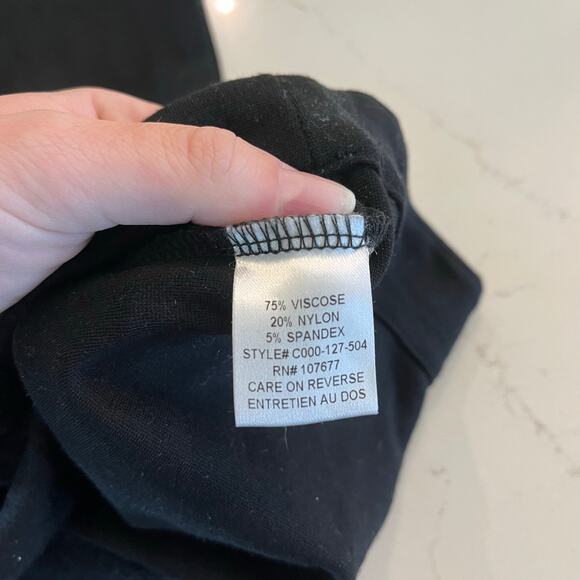 75% VISCOSE
20% NYLON
5% SPANDEX
STYLE# C000-127-504
RN# 107677
CARE ON REVERSE
ENTRETIEN AU DOS